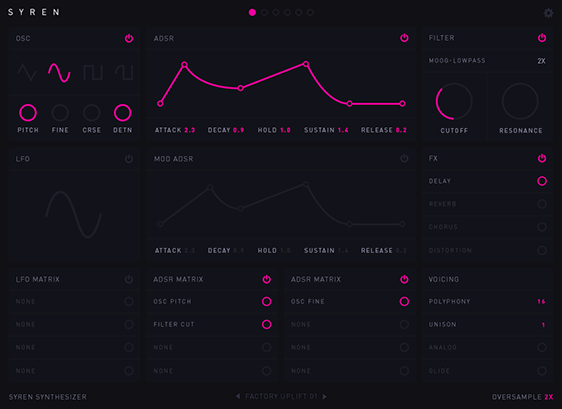 SYREN
OSC
ADSR
FILTER
MOOG-LOWPASS 2X
PITCH FINE CRSE DETN
ATTACK 2.3 DECAY 0.9 HOLD 1.0 SUSTAIN 1.4 RELEASE 0.2
CUTOFF RESONANCE
LFO
MOD ADSR
FX
DELAY
REVERB
CHORUS
DISTORTION
ATTACK 2.3 DECAY 0.9 HOLD 1.0 SUSTAIN RELEASE
LFO MATRIX
NONE
NONE
NONE
NONE
ADSR MATRIX
OSC PITCH
FILTER CUT
NONE
NONE
ADSR MATRIX
OSC FINE
NONE
NONE
NONE
VOICING
POLYPHONY 16
UNISON 1
ANALOG
GLIDE
SYREN SYNTHESIZER
FACTORY UPLIFT 01
OVERSAMPLE 2X